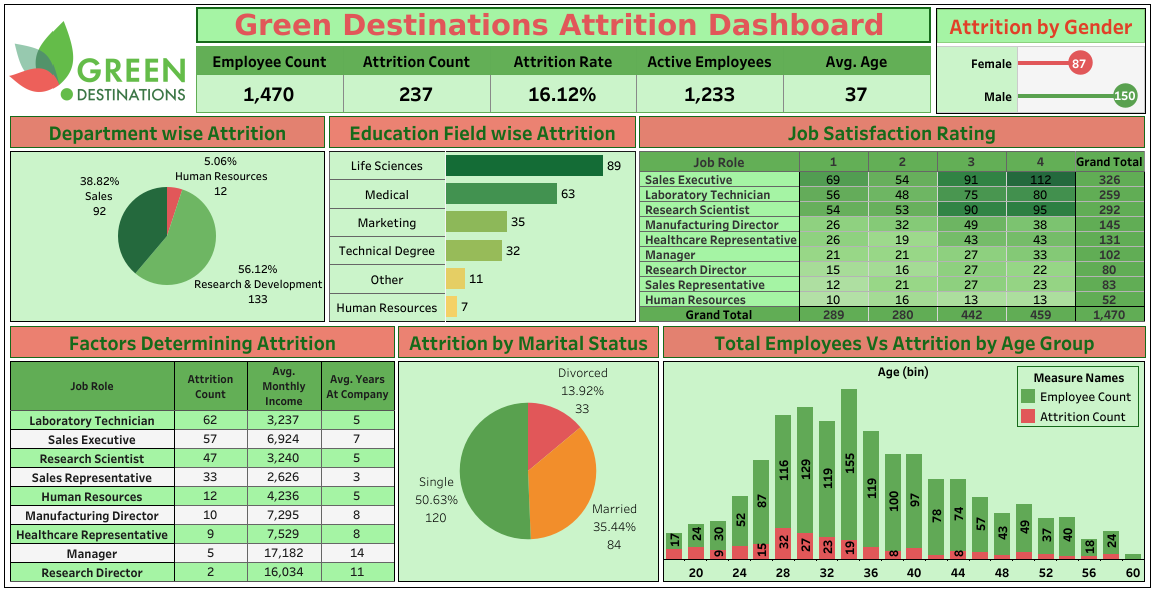 GREEN
DESTINATIONS
Green Destinations Attrition Dashboard
Employee Count Attrition Count Attrition Rate Active Employees Avg. Age
1,470 237 16.12% 1,233 37
Attrition by Gender
Female 87
Male 150
Department wise Attrition
5.06%
Human Resources
12
38.82%
Sales
92
56.12%
Research & Development
133
Education Field wise Attrition
Life Sciences 89
Medical 63
Marketing 35
Technical Degree 32
Other 11
Human Resources 7
Job Satisfaction Rating
Job Role 1 2 3 4 Grand Total
Sales Executive 69 54 91 112 326
Laboratory Technician 56 48 75 80 259
Research Scientist 54 53 90 95 292
Manufacturing Director 26 32 49 38 145
Healthcare Representative 26 19 43 43 131
Manager 21 21 27 33 102
Research Director 15 16 27 22 80
Sales Representative 12 21 27 23 83
Human Resources 10 16 13 13 52
Grand Total 289 280 442 459 1,470
Factors Determining Attrition
Job Role Attrition Count Avg. Monthly Income Avg. Years At Company
Laboratory Technician 62 3,237 5
Sales Executive 57 6,924 7
Research Scientist 47 3,240 5
Sales Representative 33 2,626 3
Human Resources 12 4,236 5
Manufacturing Director 10 7,295 8
Healthcare Representative 9 7,529 8
Manager 5 17,182 14
Research Director 2 16,034 11
Attrition by Marital Status
Divorced
13.92%
33
Single
50.63%
120
Married
35.44%
84
Total Employees Vs Attrition by Age Group
Age (bin)
Measure Names
Employee Count
Attrition Count
17 24 30 52 87 116 129 119 155 119 100 97 78 74 57 43 49 37 40 18 24
9 15 32 27 23 19 8 8
20 24 28 32 36 40 44 48 52 56 60